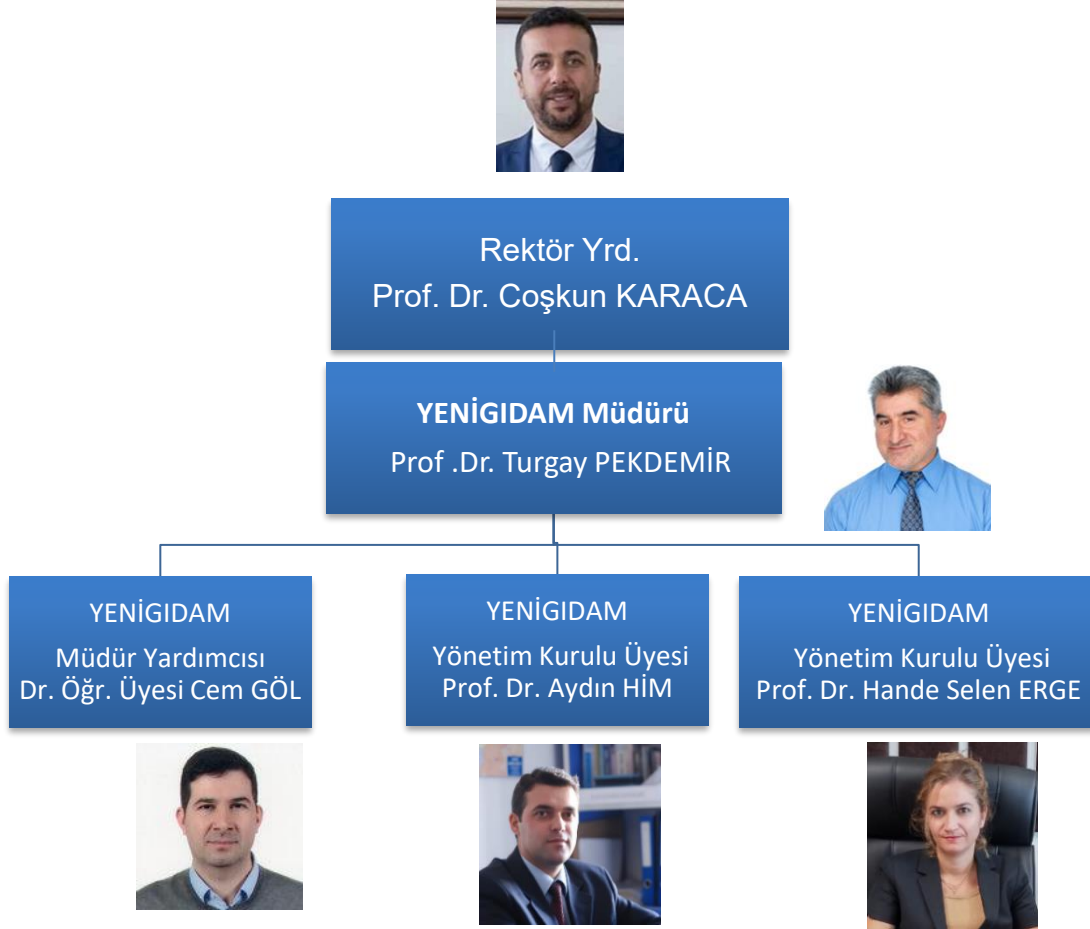 Rektör Yrd.
Prof. Dr. Coşkun KARACA
YENİGIDAM Müdürü
Prof .Dr. Turgay PEKDEMİR
YENİGIDAM
Müdür Yardımcısı
Dr. Öğr. Üyesi Cem GÖL
YENİGIDAM
Yönetim Kurulu Üyesi
Prof. Dr. Aydın HİM
YENİGIDAM
Yönetim Kurulu Üyesi
Prof. Dr. Hande Selen ERGE